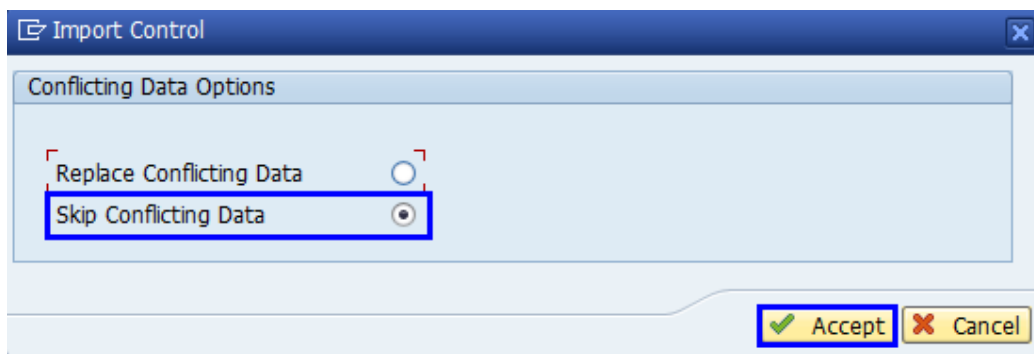 Import Control
Conflicting Data Options
Replace Conflicting Data
Skip Conflicting Data
Accept Cancel